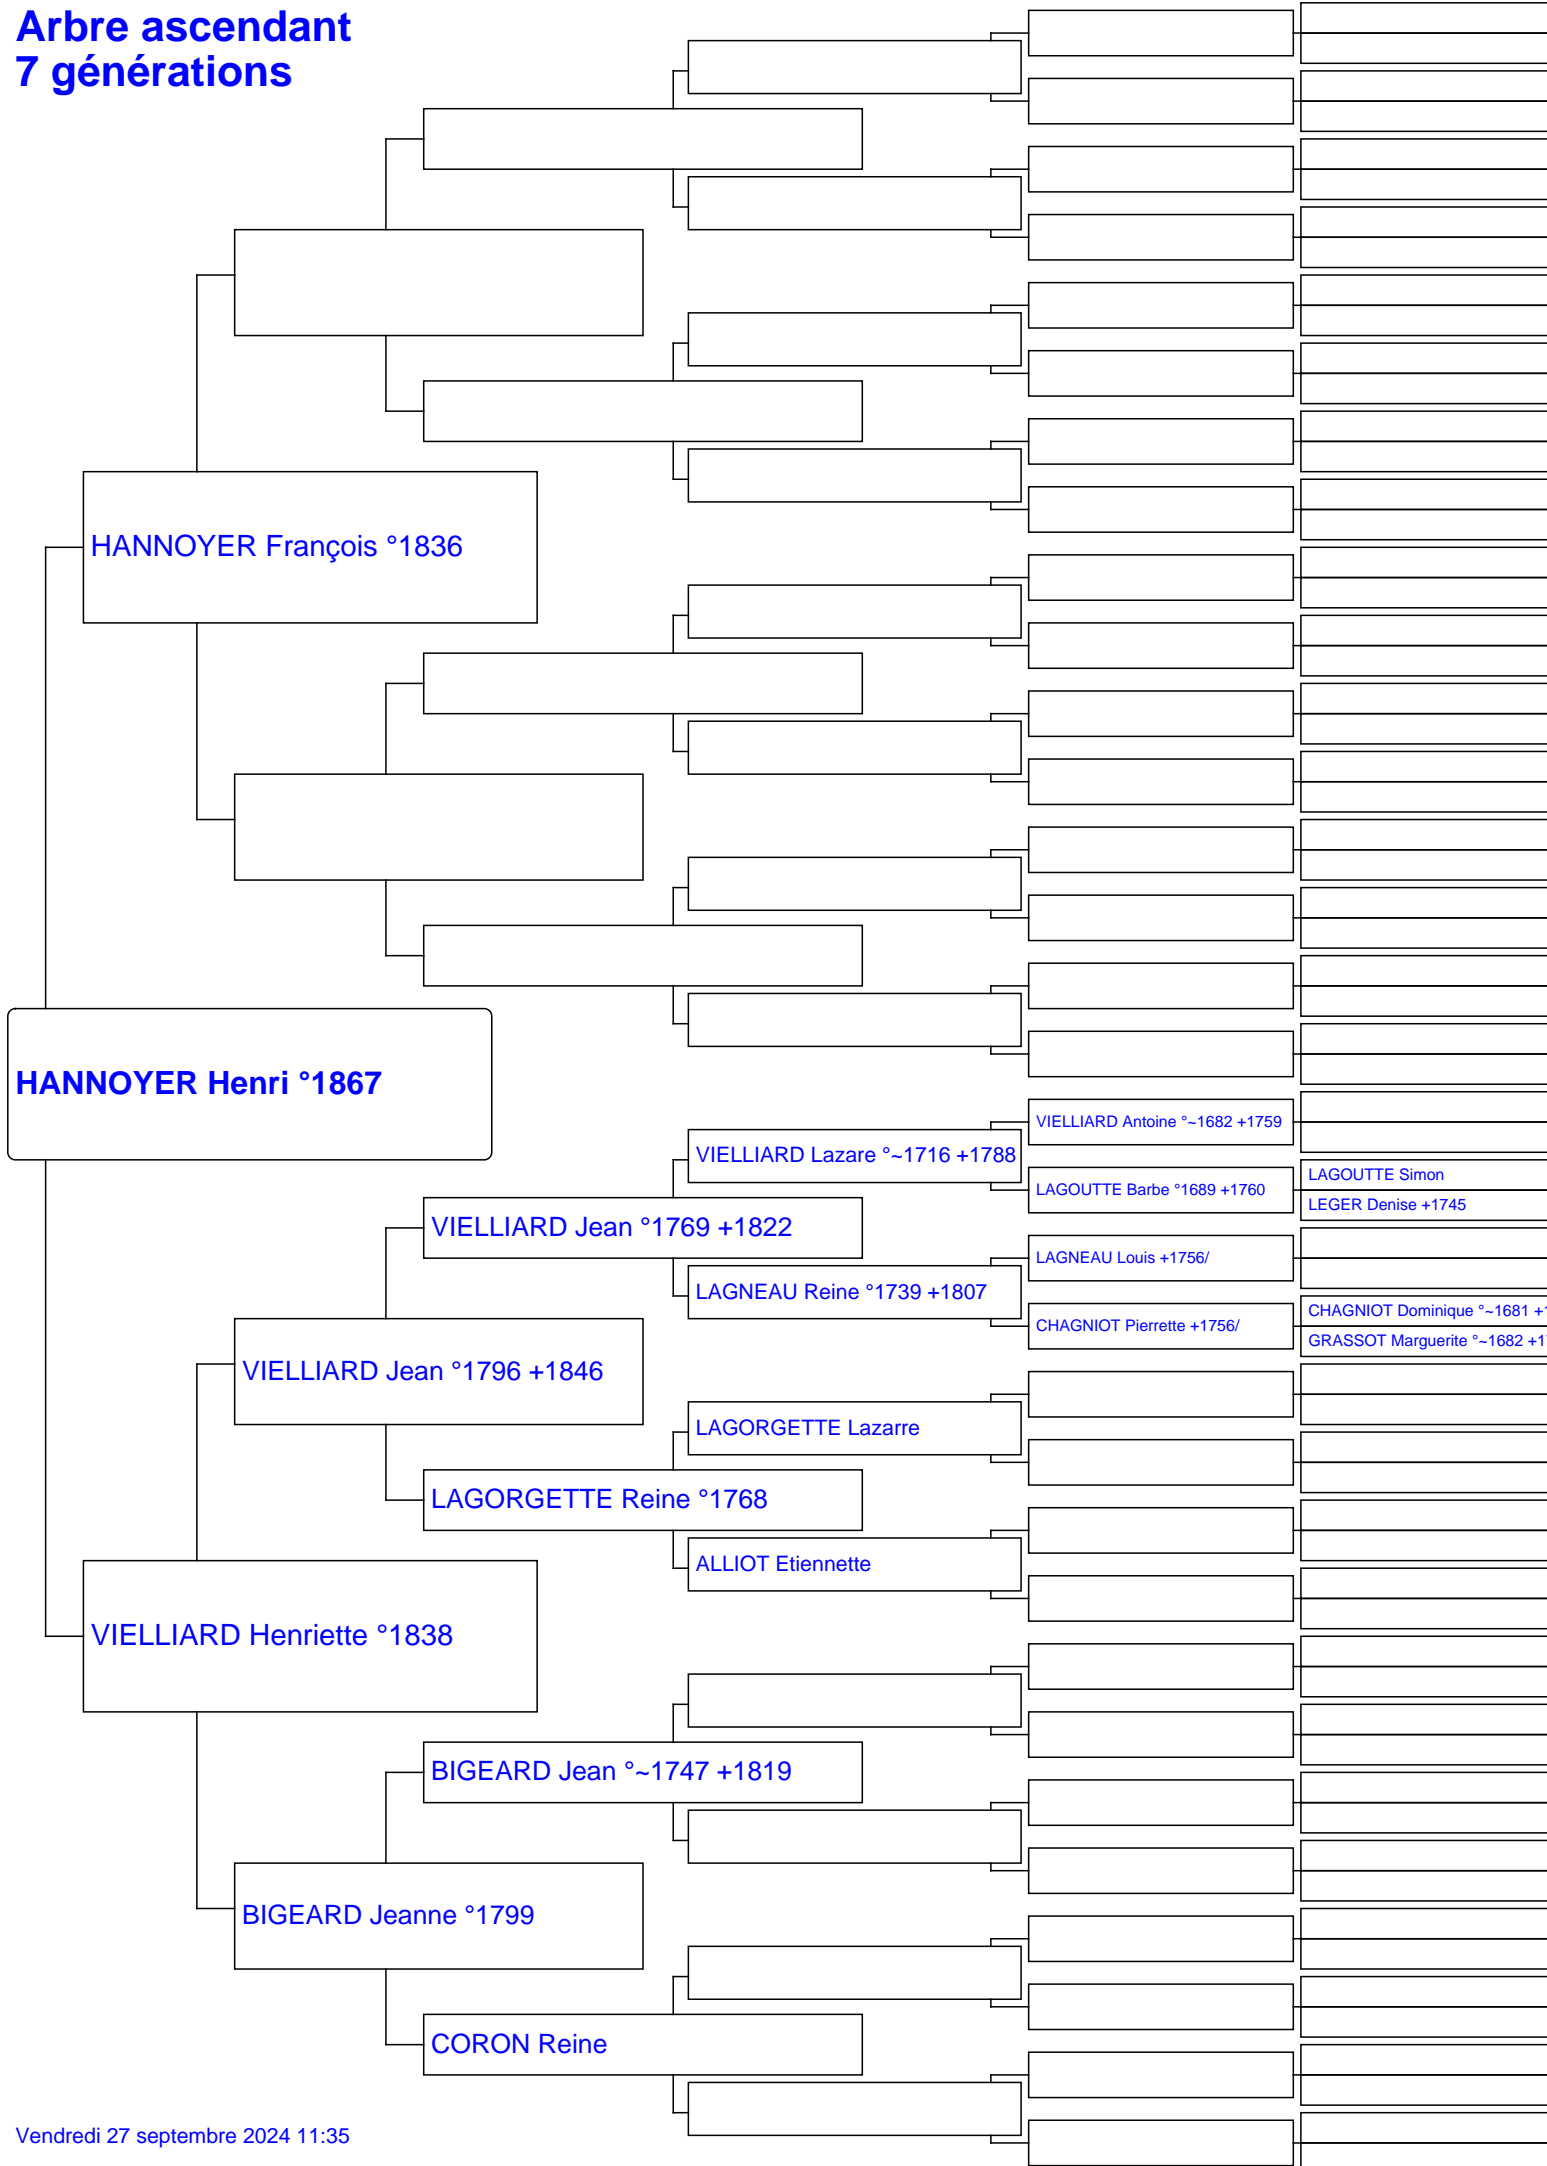 Arbre ascendant
7 générations
HANNOYER François °1836
HANNOYER Henri °1867
VIELLIARD Antoine °~1682 +1759
VIELLIARD Lazare °~1716 +1788
LAGOUTTE Simon
LAGOUTTE Barbe °1689 +1760
LEGER Denise +1745
VIELLIARD Jean °1769 +1822
LAGNEAU Louis +1756/
LAGNEAU Reine °1739 +1807
CHAGNIOT Dominique °~1681 +1
CHAGNIOT Pierrette +1756/
GRASSOT Marguerite °~1682 +1
VIELLIARD Jean °1796 +1846
LAGORGETTE Lazarre
LAGORGETTE Reine °1768
ALLIOT Etiennette
VIELLIARD Henriette °1838
BIGEARD Jean °~1747 +1819
BIGEARD Jeanne °1799
CORON Reine
Vendredi 27 septembre 2024 11:35